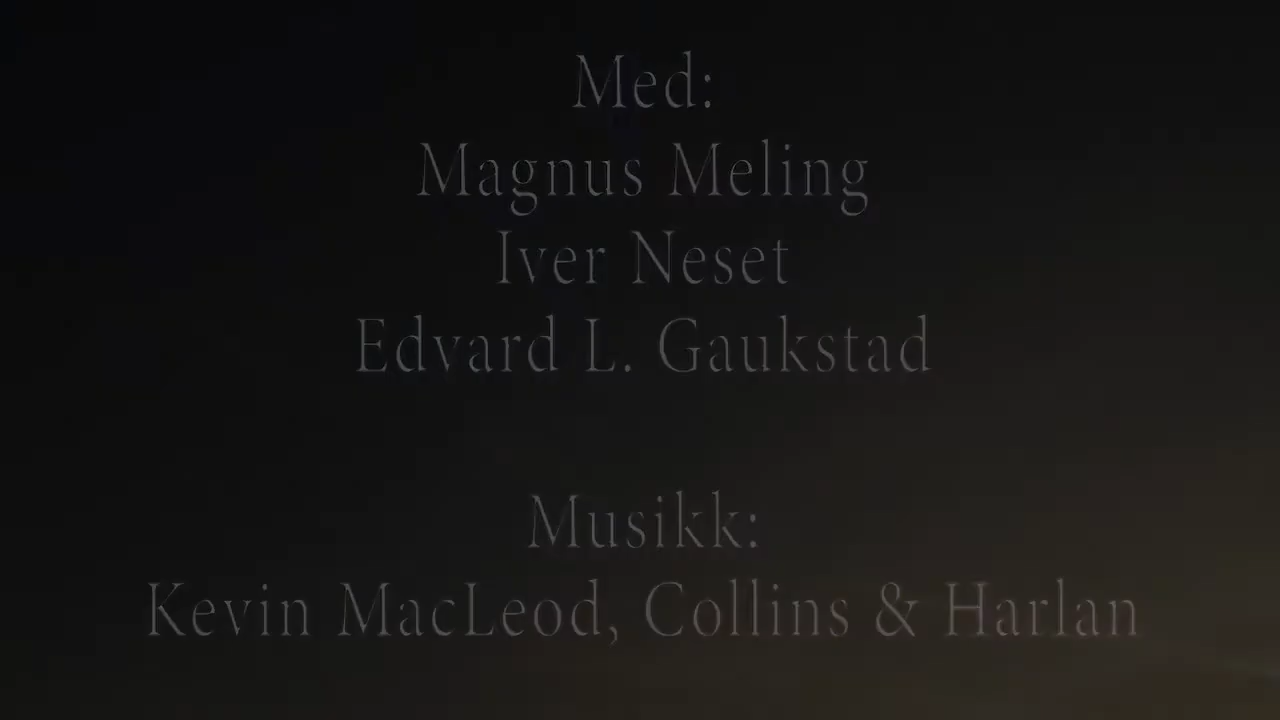 Med:
Magnus Meling
Iver Neset
Edvard L. Gaukstad
Musikk:
Kevin MacLeod, Collins & Harlan